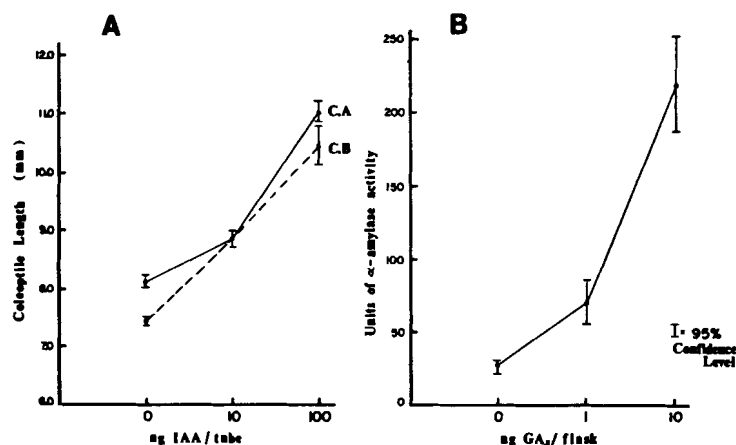 A
Coleoptile Length (mm)
12.0
11.0
10.0
9.0
8.0
7.0
6.0
C.A
C.B
0 10 100
ng IAA/tube
B
Units of α-amylase activity
250
200
150
100
50
0
0 1 10
ng GA₃/flask
I= 95%
Confidence
Level